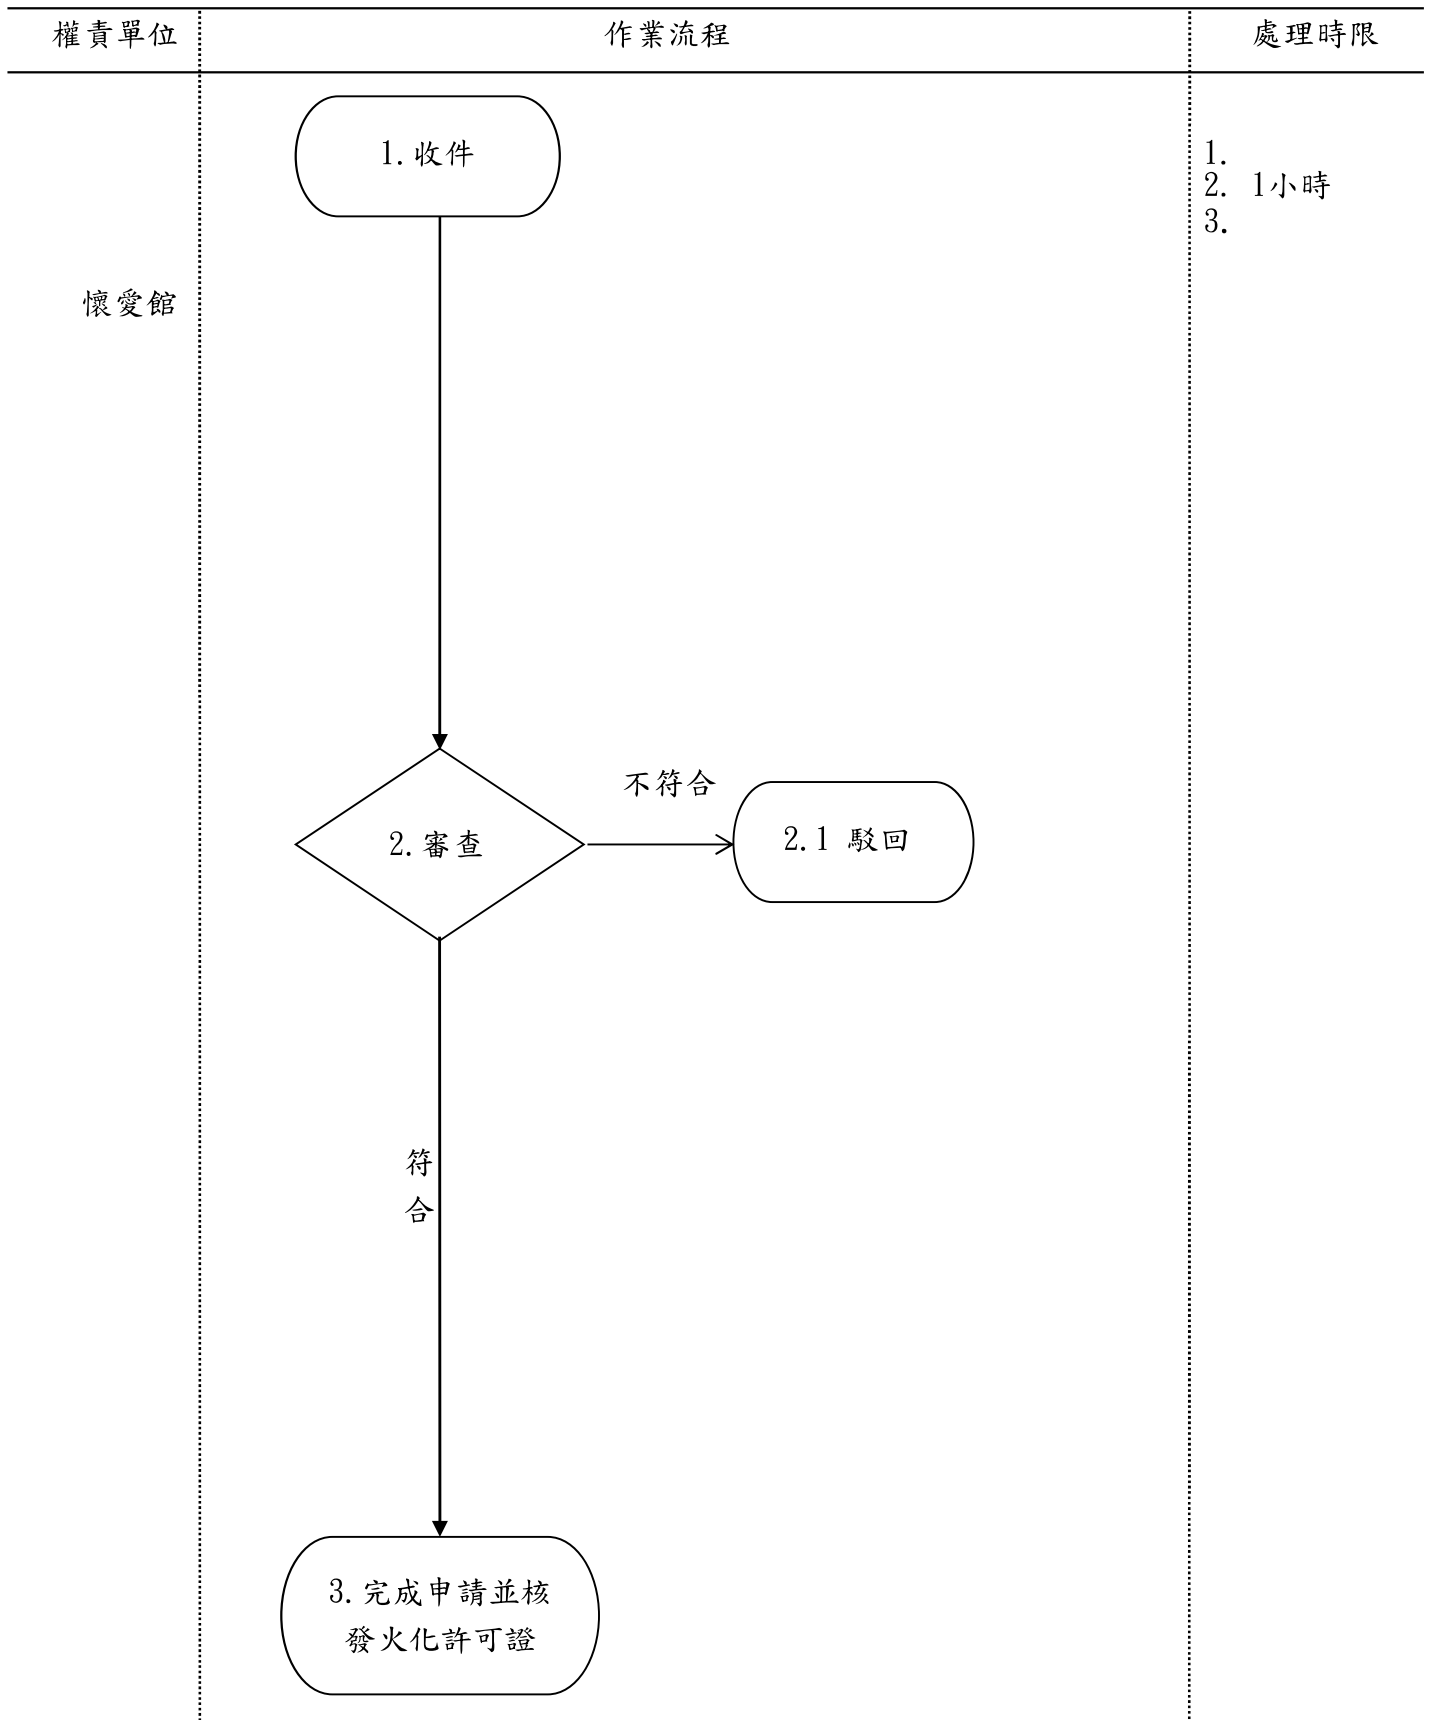 權責單位 作業流程 處理時限
1.收件
1.
2. 1小時
3.
懷愛館
不符合
2.審查
2.1 駁回
符
合
3.完成申請並核
發火化許可證